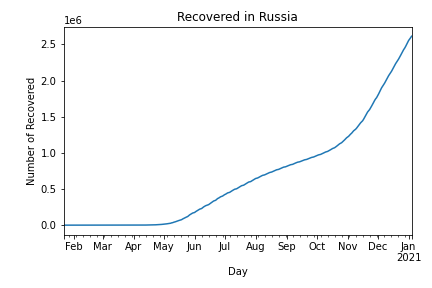 Recovered in Russia
1e6
2.5
2.0
1.5
1.0
0.5
0.0
Number of Recovered
Feb Mar Apr May Jun Jul Aug Sep Oct Nov Dec Jan
2021
Day